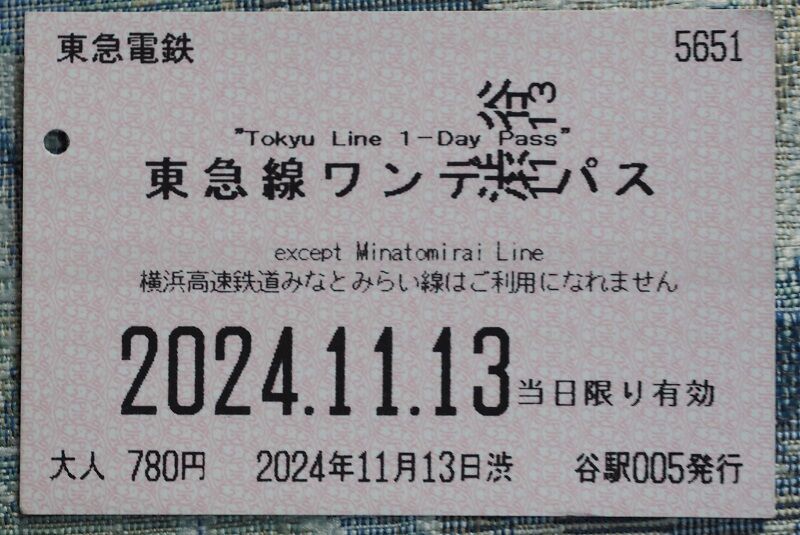 東急電鉄 5651
"Tokyu Line 1-Day Pass"
東急線ワンデーパス
except Minatomirai Line
横浜高速鉄道みなとみらい線はご利用になれません
2024.11.13 当日限り有効
大人 780円 2024年11月13日渋 谷駅005発行